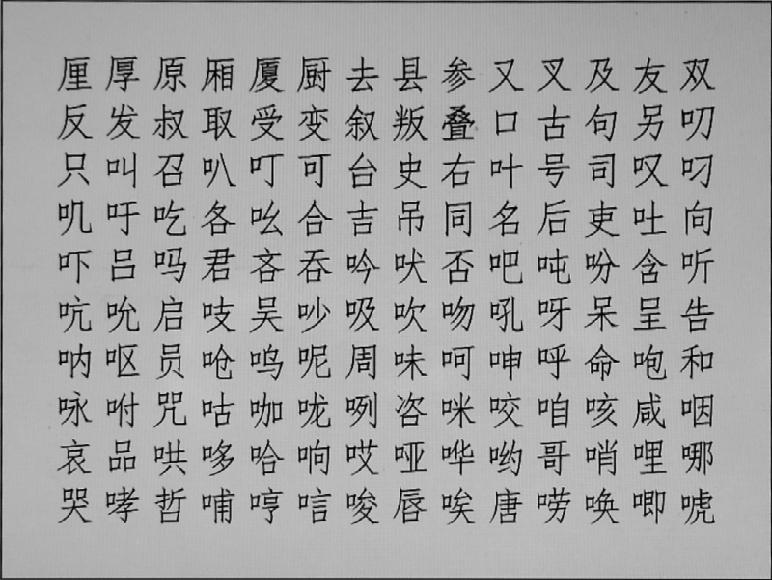 厘厚原厢厦厨去县参又叉及友双
反发叔取受变叙叛叠口古句另叨
只叫召叭叮可台史右叶号司叹叼
叽吁吃各吆合吉吊同名后吏吐向
吓吕吗君吝吞吟吠否吧吨吩含听
吭吮启吱吴吵吸吹吻吼呀呆呈告
呐呕员呛呜呢周味呵呻呼命咆和
咏咐咒咕咖咙咧咨咪咬咱咳咸咽
哀品哄哆哈响哎哑哗哟哥哨哩哪
哭哮哲哺哼唁唆唇唉唐唠唤唧唬